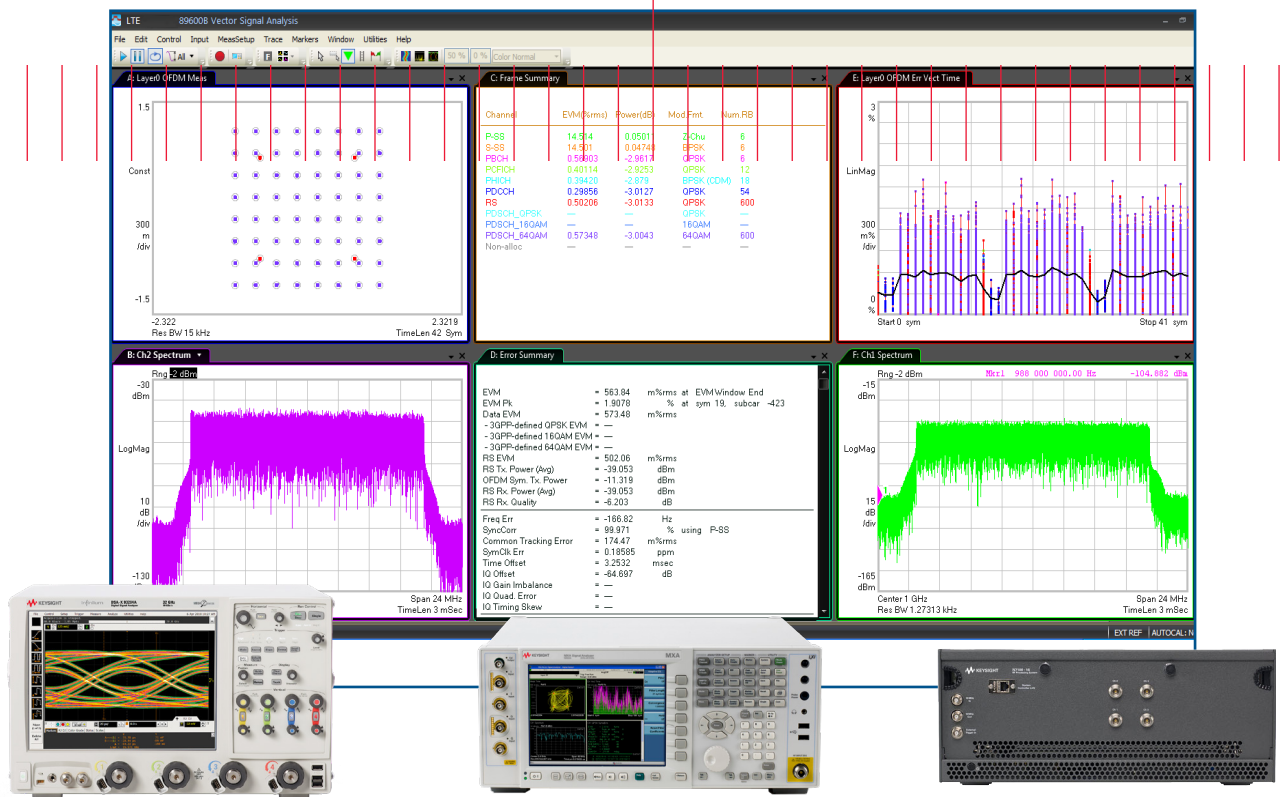 LTE 89600B Vector Signal Analysis
File Edit Control Input MeasSetup Trace Markers Window Utilities Help
All 50 % 0 % Color Normal
A: Layer0 OFDM Meas
1.5
Const
300
m
/div
-1.5
-2.322 2.3219
Res BW 15 kHz TimeLen 42 Sym
C: Frame Summary
Channel EVM(%rms) Power(dB) Mod.Fmt Num.RB
P-SS 14.514 0.05011 Z-Chu 6
S-SS 14.501 0.04748 BPSK 6
PBCH 0.58903 -2.9617 QPSK 6
PCFICH 0.40114 -2.9253 QPSK 12
PHICH 0.39426 -2.879 BPSK (CDM) 18
PDCCH 0.29856 -3.0127 QPSK 54
RS 0.50206 -3.0133 QPSK 600
PDSCH_QPSK — — QPSK —
PDSCH_16QAM — — 16QAM —
PDSCH_64QAM 0.57348 -3.0043 64QAM 600
Non-alloc — — — —
E: Layer0 OFDM Err Vect Time
3
%
LinMag
300
m%
/div
0
%
Start 0 sym Stop 41 sym
B: Ch2 Spectrum
Rng -2 dBm
-30
dBm
LogMag
10
dB
/div
-130
Span 24 MHz
TimeLen 3 mSec
D: Error Summary
EVM = 563.84 m%rms at EVM Window End
EVM Pk = 1.9078 % at sym 19, subcar -423
Data EVM = 573.48 m%rms
- 3GPP-defined QPSK EVM = —
- 3GPP-defined 16QAM EVM = —
- 3GPP-defined 64QAM EVM = —
RS EVM = 502.06 m%rms
RS Tx. Power (Avg) = -39.053 dBm
OFDM Sym. Tx. Power = -11.319 dBm
RS Rx. Power (Avg) = -39.053 dBm
RS Rx. Quality = -6.203 dB
Freq Err = -166.82 Hz
SyncCorr = 99.971 % using P-SS
Common Tracking Error = 174.47 m%rms
SymClk Err = 0.18585 ppm
Time Offset = 3.2532 msec
IQ Offset = -64.697 dB
IQ Gain Imbalance = —
IQ Quad. Error = —
IQ Timing Skew = —
F: Ch1 Spectrum
Rng -2 dBm Mkr1 988 000 000.00 Hz -104.882 dBm
-15
dBm
LogMag
15
dB
/div
-165
dBm
Center 1 GHz Span 24 MHz
Res BW 1.27313 kHz TimeLen 3 mSec
EXT REF AUTOCAL: N
KEYSIGHT
KEYSIGHT MXA
KEYSIGHT